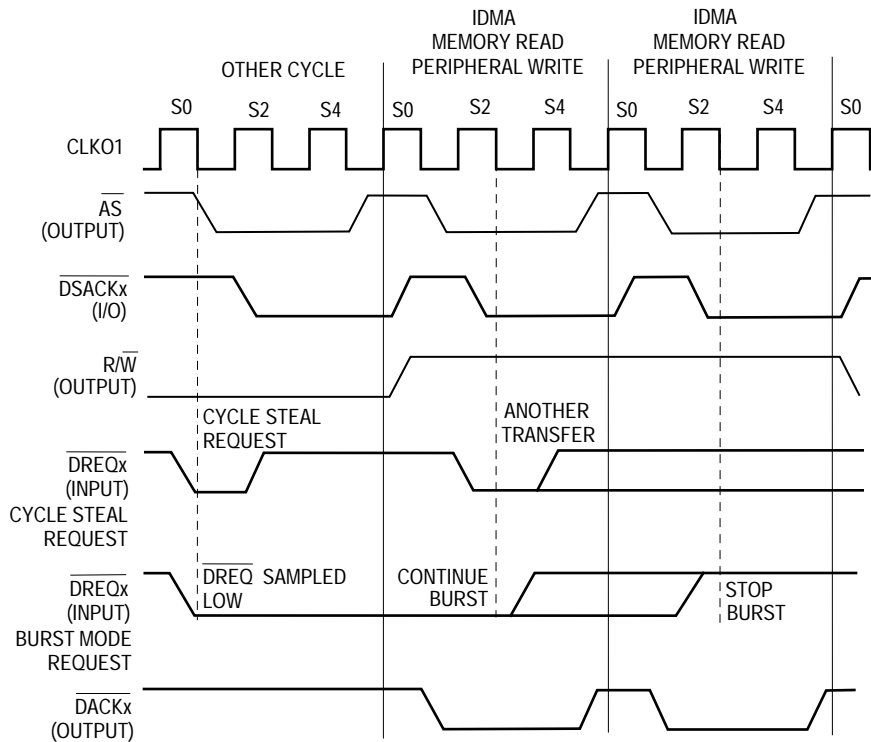 IDMA
MEMORY READ
PERIPHERAL WRITE
IDMA
MEMORY READ
PERIPHERAL WRITE
OTHER CYCLE
S0 S2 S4 S0 S2 S4 S0 S2 S4 S0
CLKO1
AS
(OUTPUT)
DSACKx
(I/O)
R/W
(OUTPUT)
CYCLE STEAL
REQUEST
ANOTHER
TRANSFER
DREQx
(INPUT)
CYCLE STEAL
REQUEST
DREQx
(INPUT)
BURST MODE
REQUEST
DREQ SAMPLED
LOW
CONTINUE
BURST
STOP
BURST
DACKx
(OUTPUT)